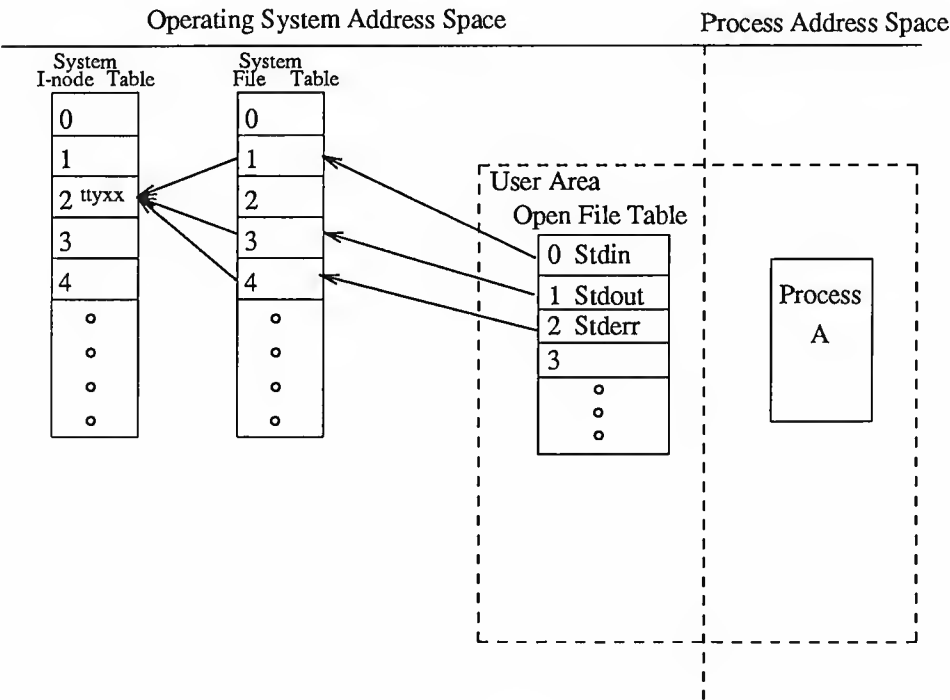 Operating System Address Space
Process Address Space
System
I-node Table
0
1
2 ttyxx
3
4
System
File Table
0
1
2
3
4
User Area
Open File Table
0 Stdin
1 Stdout
2 Stderr
3
Process
A